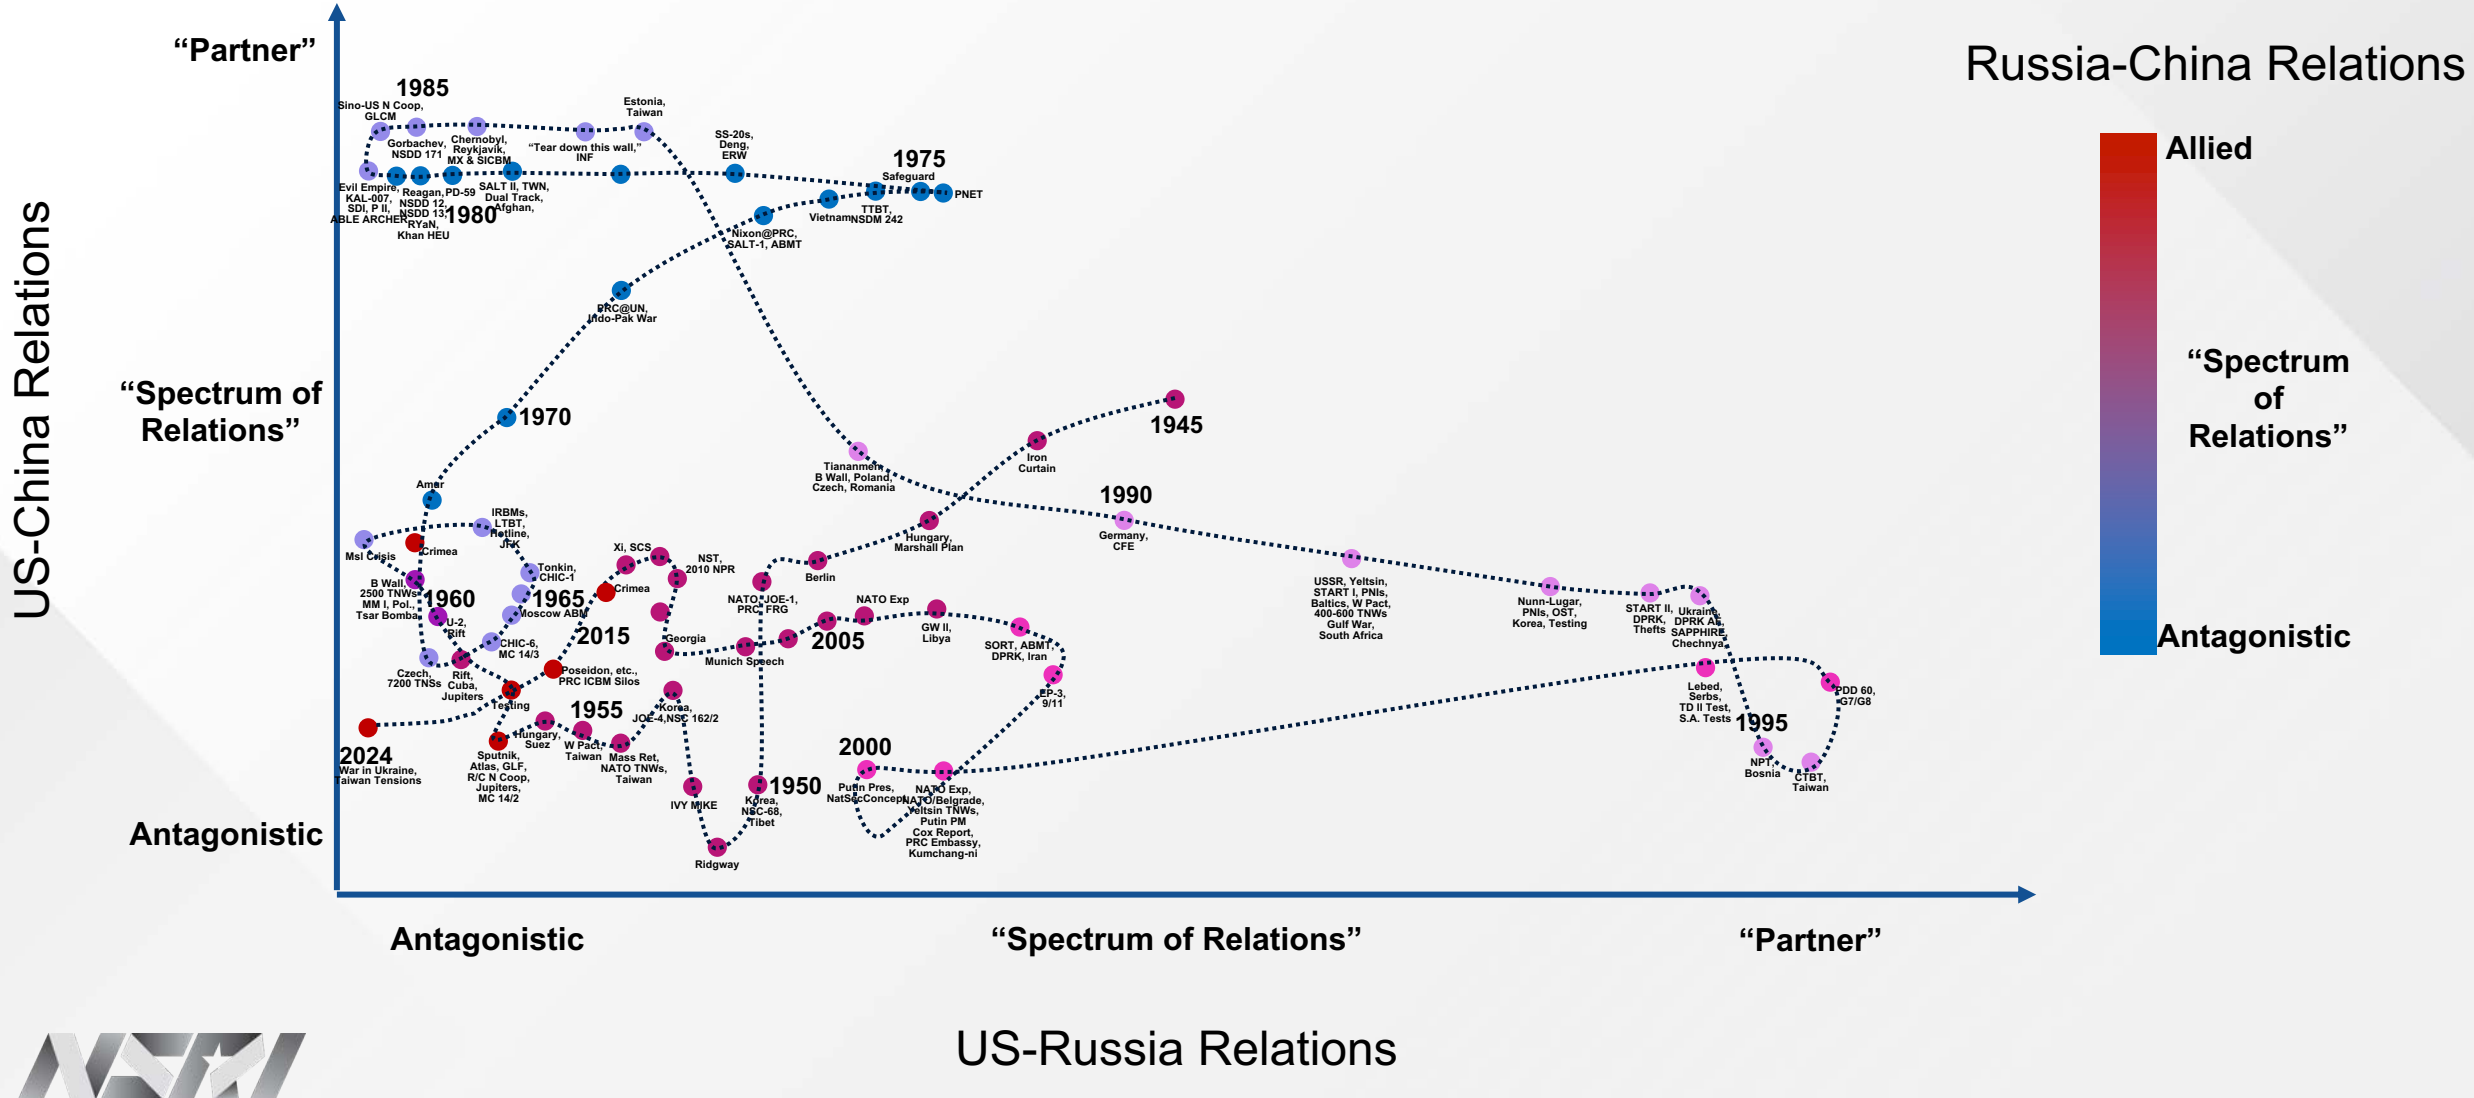 “Partner”
Russia-China Relations
1985
Sino-US N Coop,
GLCM
Gorbachev,
NSDD 171
Chernobyl,
Reykjavik,
MX & SICBM
“Tear down this wall,”
INF
Estonia,
Taiwan
SS-20s,
Deng,
ERW
1975
Safeguard
PNET
Allied
Evil Empire,
KAL-007,
SDI, P II,
ABLE ARCHER
Reagan,
NSDD 12,
NSDD 13,
RYaN,
Khan HEU
PD-59
1980
SALT II, TWN,
Dual Track,
Afghan,
Nixon@PRC,
SALT-1, ABMT
Vietnam
TTBT,
NSDM 242
PRC@UN,
Indo-Pak War
US-China Relations
“Spectrum of
Relations”
“Spectrum
of
Relations”
1970
1945
Iron
Curtain
Tiananmen,
B Wall, Poland,
Czech, Romania
1990
Germany,
CFE
Amur
IRBMs,
LTBT,
Hotline,
JFK
Msl Crisis
Crimea
Xi, SCS
NST,
2010 NPR
Hungary,
Marshall Plan
Berlin
Tonkin,
CHIC-1
B Wall,
2500 TNWs
MM I, Pol.,
Tsar Bomba
1960
U-2,
Rift
1965
Moscow ABM
Crimea
2015
NATO, JOE-1,
PRC, FRG
NATO Exp
2005
GW II,
Libya
USSR, Yeltsin,
START I, PNIs,
Baltics, W Pact,
400-600 TNWs
Gulf War,
South Africa
Nunn-Lugar,
PNIs, OST,
Korea, Testing
START II,
DPRK,
Thefts
Ukraine,
DPRK AF,
SAPPHIRE,
Chechnya
Antagonistic
CHIC-6,
MC 14/3
Georgia
Munich Speech
SORT, ABMT,
DPRK, Iran
Czech,
7200 TNSs
Rift,
Cuba,
Jupiters
Poseidon, etc.,
PRC ICBM Silos
EP-3,
9/11
Lebed,
Serbs,
TD II Test,
S.A. Tests
PDD 60,
G7/G8
Testing
1955
Korea,
JOE-4,NSC 162/2
1995
NPT,
Bosnia
CTBT,
Taiwan
2024
War in Ukraine,
Taiwan Tensions
Sputnik,
Atlas, GLF,
R/C N Coop,
Jupiters,
MC 14/2
Hungary,
Suez
W Pact,
Taiwan
Mass Ret,
NATO TNWs,
Taiwan
IVY MIKE
1950
Korea,
NSC-68,
Tibet
2000
Putin Pres,
NatSecConcept
NATO Exp,
NATO/Belgrade,
Yeltsin TNWs,
Putin PM
Cox Report,
PRC Embassy,
Kumchang-ni
Ridgway
Antagonistic
Antagonistic
“Spectrum of Relations”
“Partner”
US-Russia Relations
NSRI